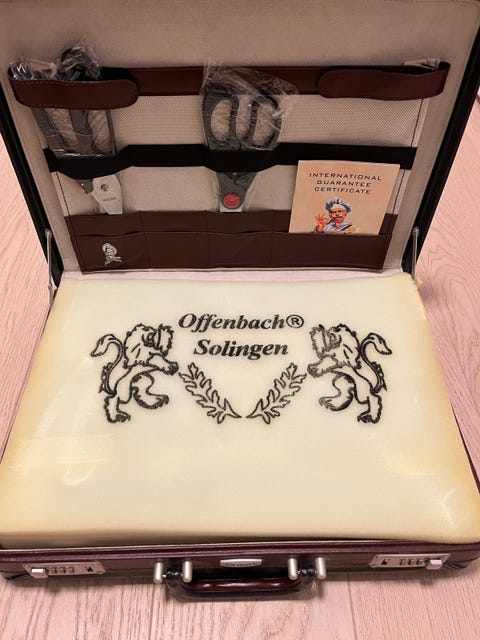 INTERNATIONAL
GUARANTEE
CERTIFICATE
Offenbach®
Solingen